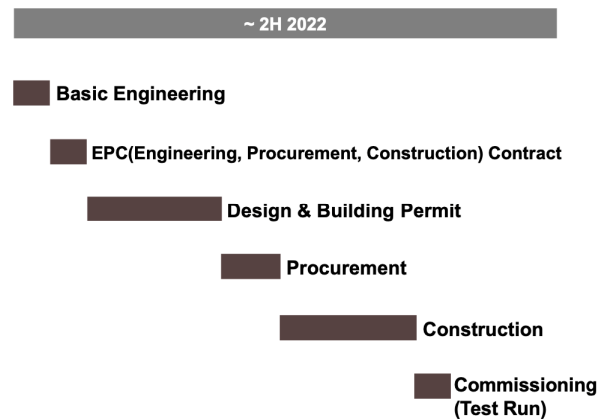 ~ 2H 2022
Basic Engineering
EPC(Engineering, Procurement, Construction) Contract
Design & Building Permit
Procurement
Construction
Commissioning
(Test Run)